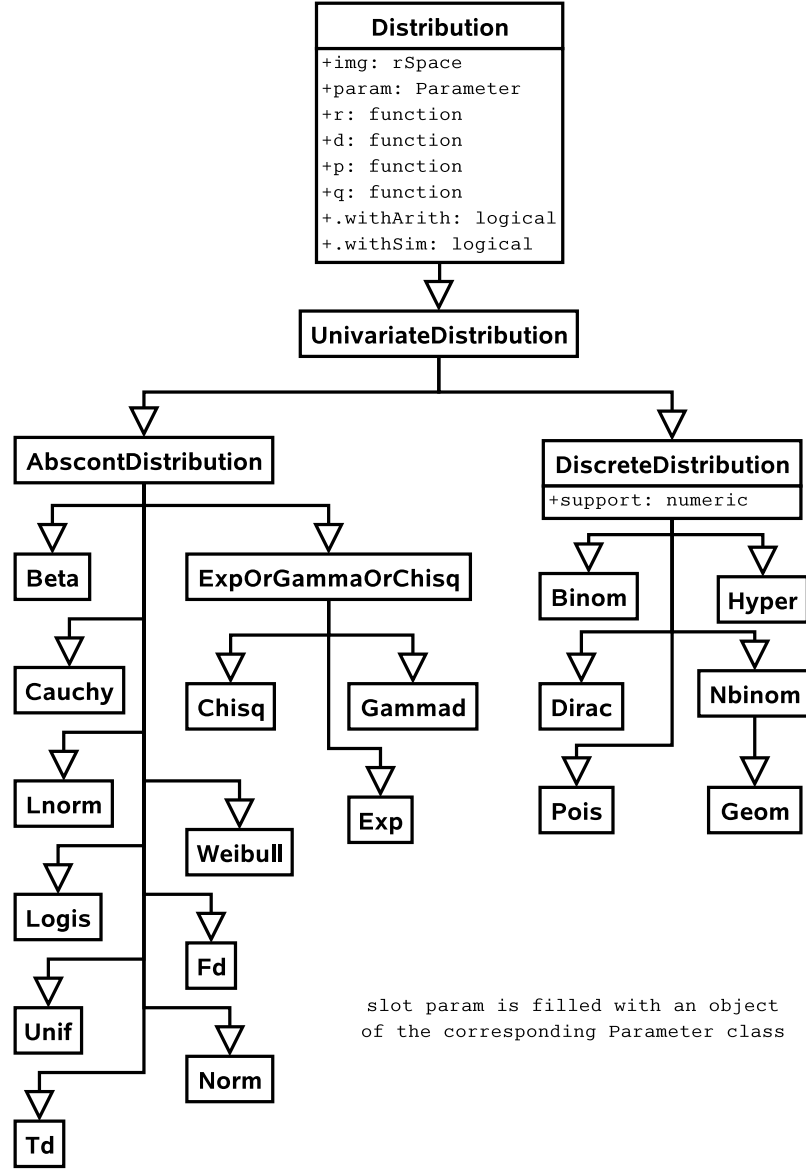 Distribution
+img: rSpace
+param: Parameter
+r: function
+d: function
+p: function
+q: function
+.withArith: logical
+.withSim: logical
UnivariateDistribution
AbscontDistribution
DiscreteDistribution
+support: numeric
Beta
ExpOrGammaOrChisq
Binom
Hyper
Cauchy
Chisq
Gammad
Dirac
Nbinom
Lnorm
Weibull
Exp
Pois
Geom
Logis
Fd
Unif
Norm
Td
slot param is filled with an object
of the corresponding Parameter class